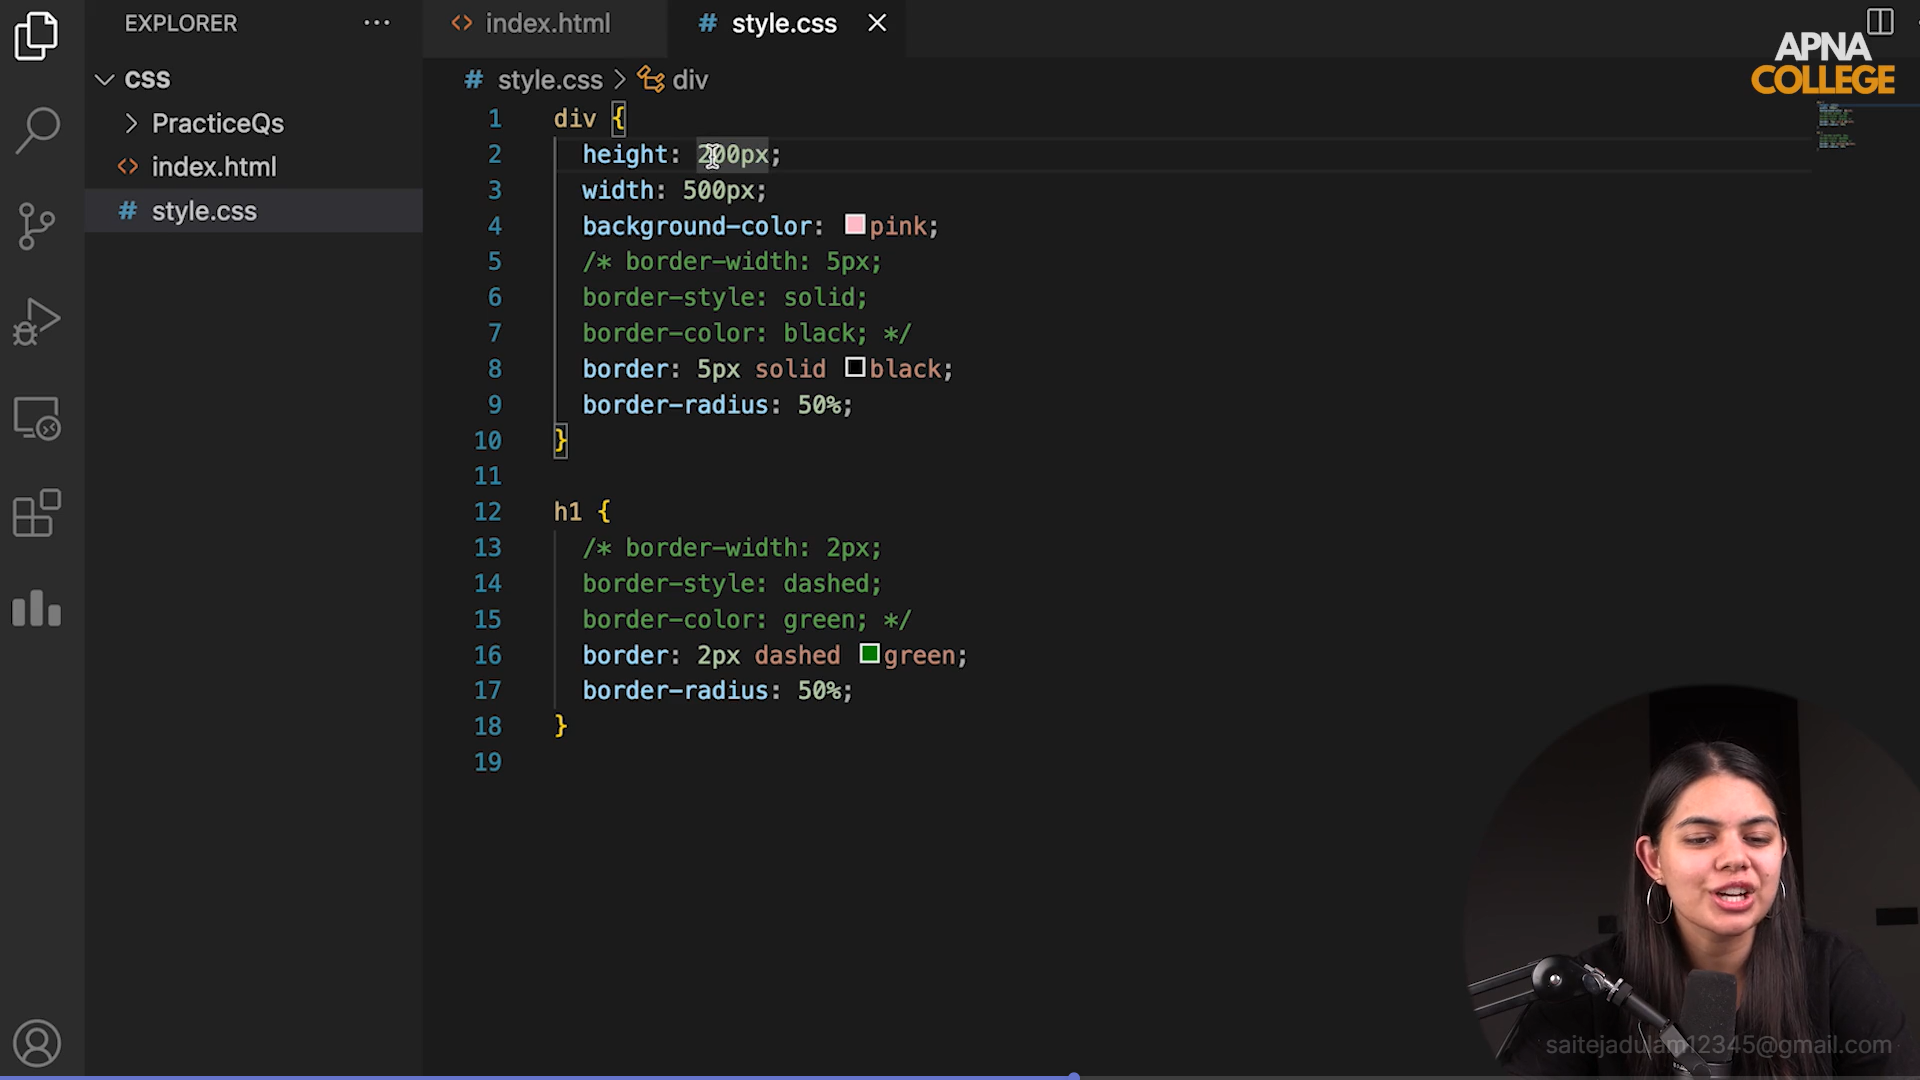 EXPLORER
···
index.html
# style.css
APNA
COLLEGE
css
# style.css > div
PracticeQs
index.html
# style.css
1 div {
2 height: 200px;
3 width: 500px;
4 background-color: pink;
5 /* border-width: 5px;
6 border-style: solid;
7 border-color: black; */
8 border: 5px solid black;
9 border-radius: 50%;
10 }
11
12 h1 {
13 /* border-width: 2px;
14 border-style: dashed;
15 border-color: green; */
16 border: 2px dashed green;
17 border-radius: 50%;
18 }
19
saitejadulam12345@gmail.com